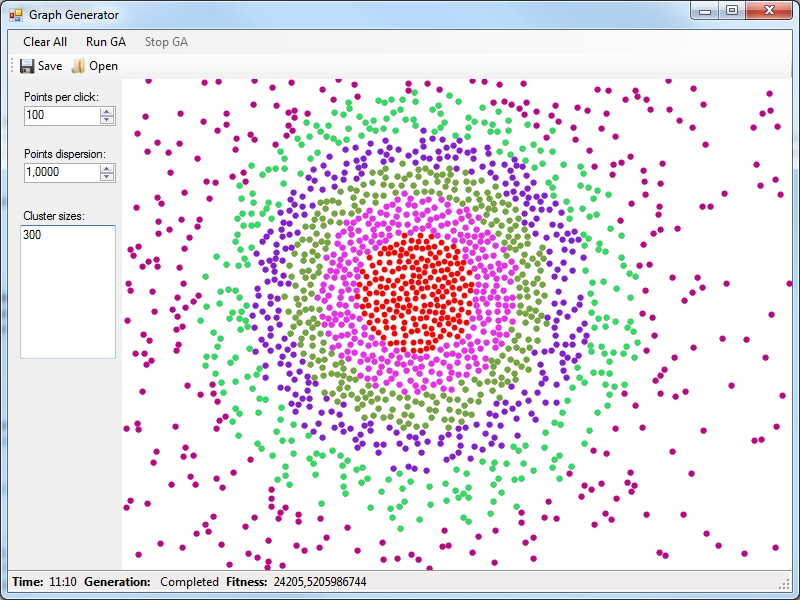 Graph Generator
Clear All Run GA Stop GA
Save Open
Points per click:
100
Points dispersion:
1,0000
Cluster sizes:
300
Time: 11:10 Generation: Completed Fitness: 24205,5205986744